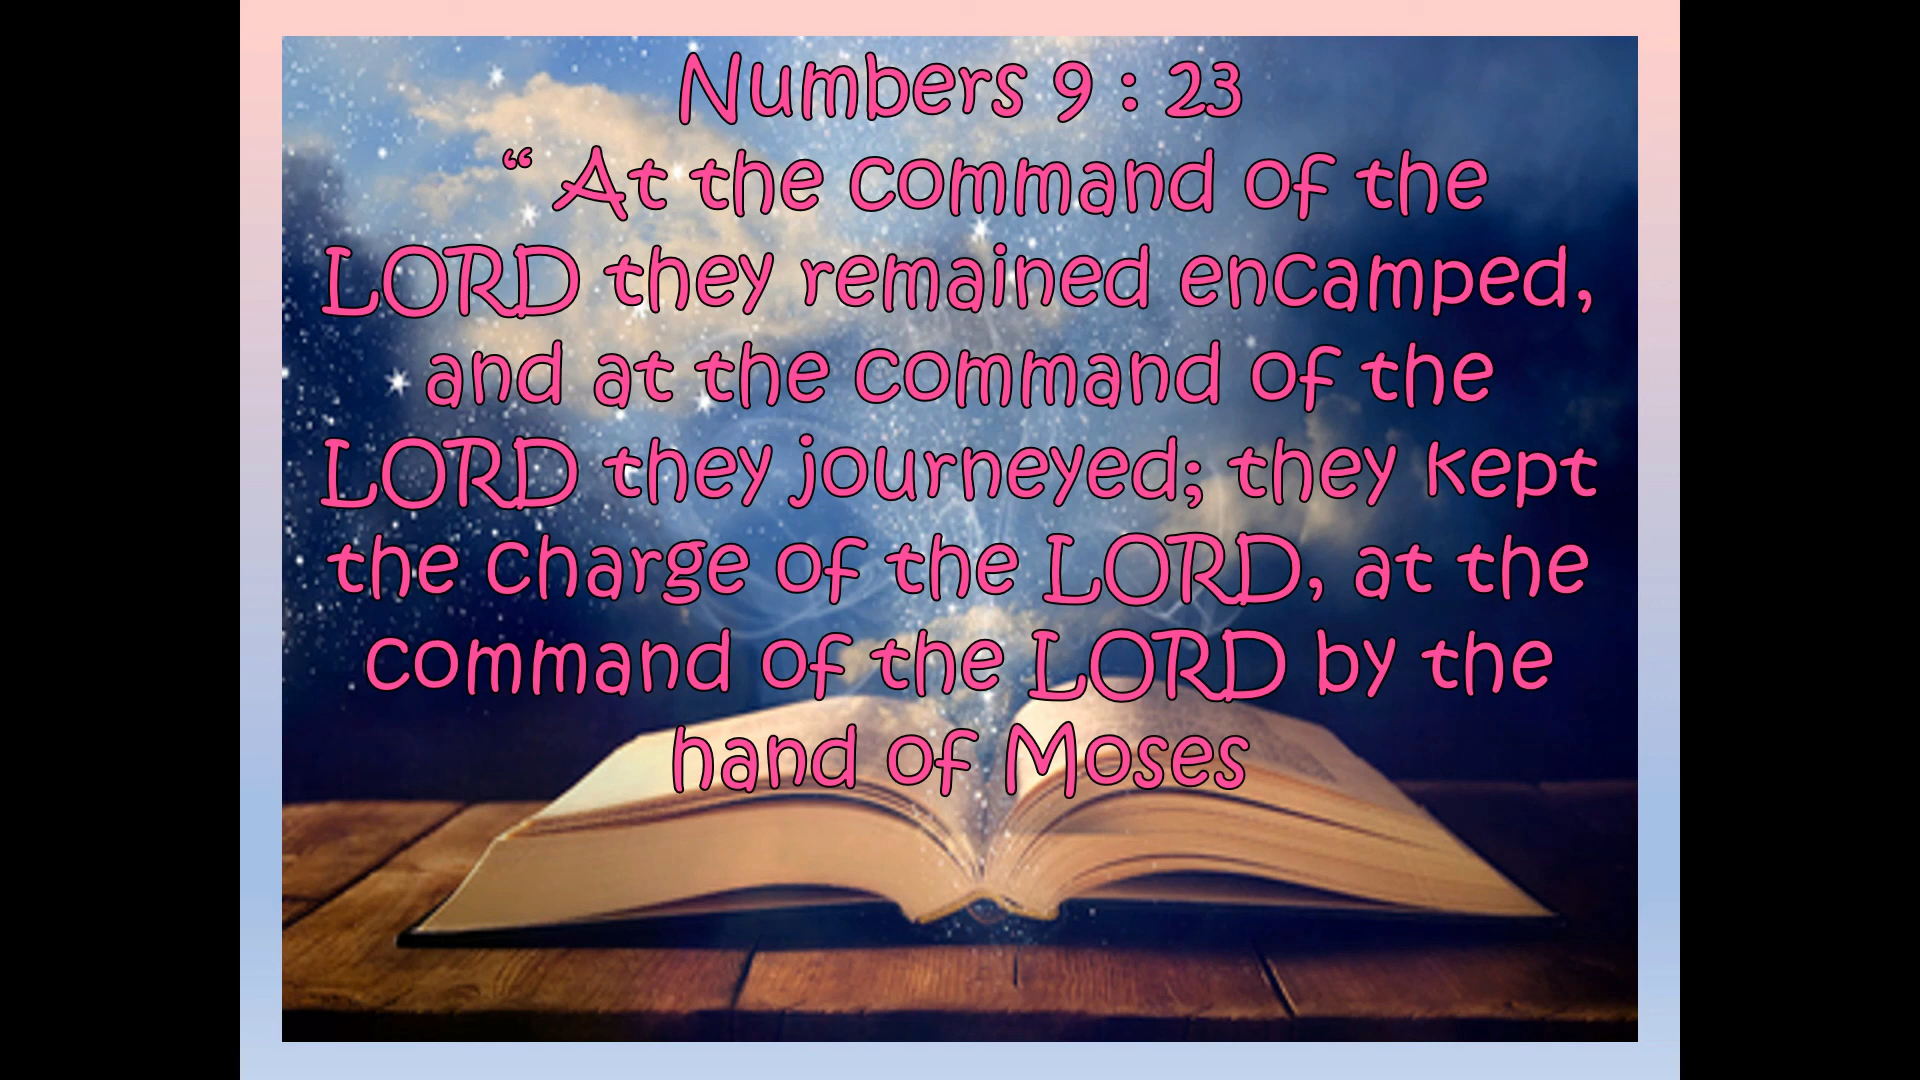 Numbers 9 : 23
“ At the command of the
LORD they remained encamped,
and at the command of the
LORD they journeyed; they kept
the charge of the LORD, at the
command of the LORD by the
hand of Moses